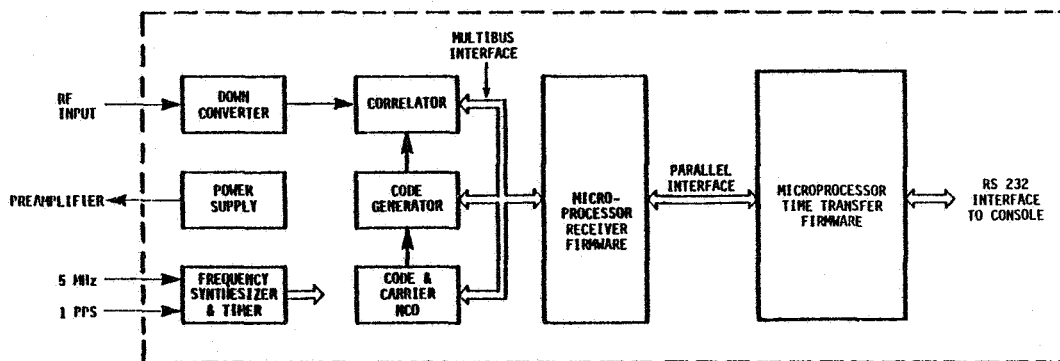 MULTIBUS
INTERFACE
RF
INPUT
DOWN
CONVERTER
CORRELATOR
PREAMPLIFIER
POWER
SUPPLY
CODE
GENERATOR
MICRO-
PROCESSOR
RECEIVER
FIRMWARE
PARALLEL
INTERFACE
MICROPROCESSOR
TIME TRANSFER
FIRMWARE
RS 232
INTERFACE
TO CONSOLE
5 MHz
1 PPS
FREQUENCY
SYNTHESIZER
& TIMER
CODE &
CARRIER
NCO